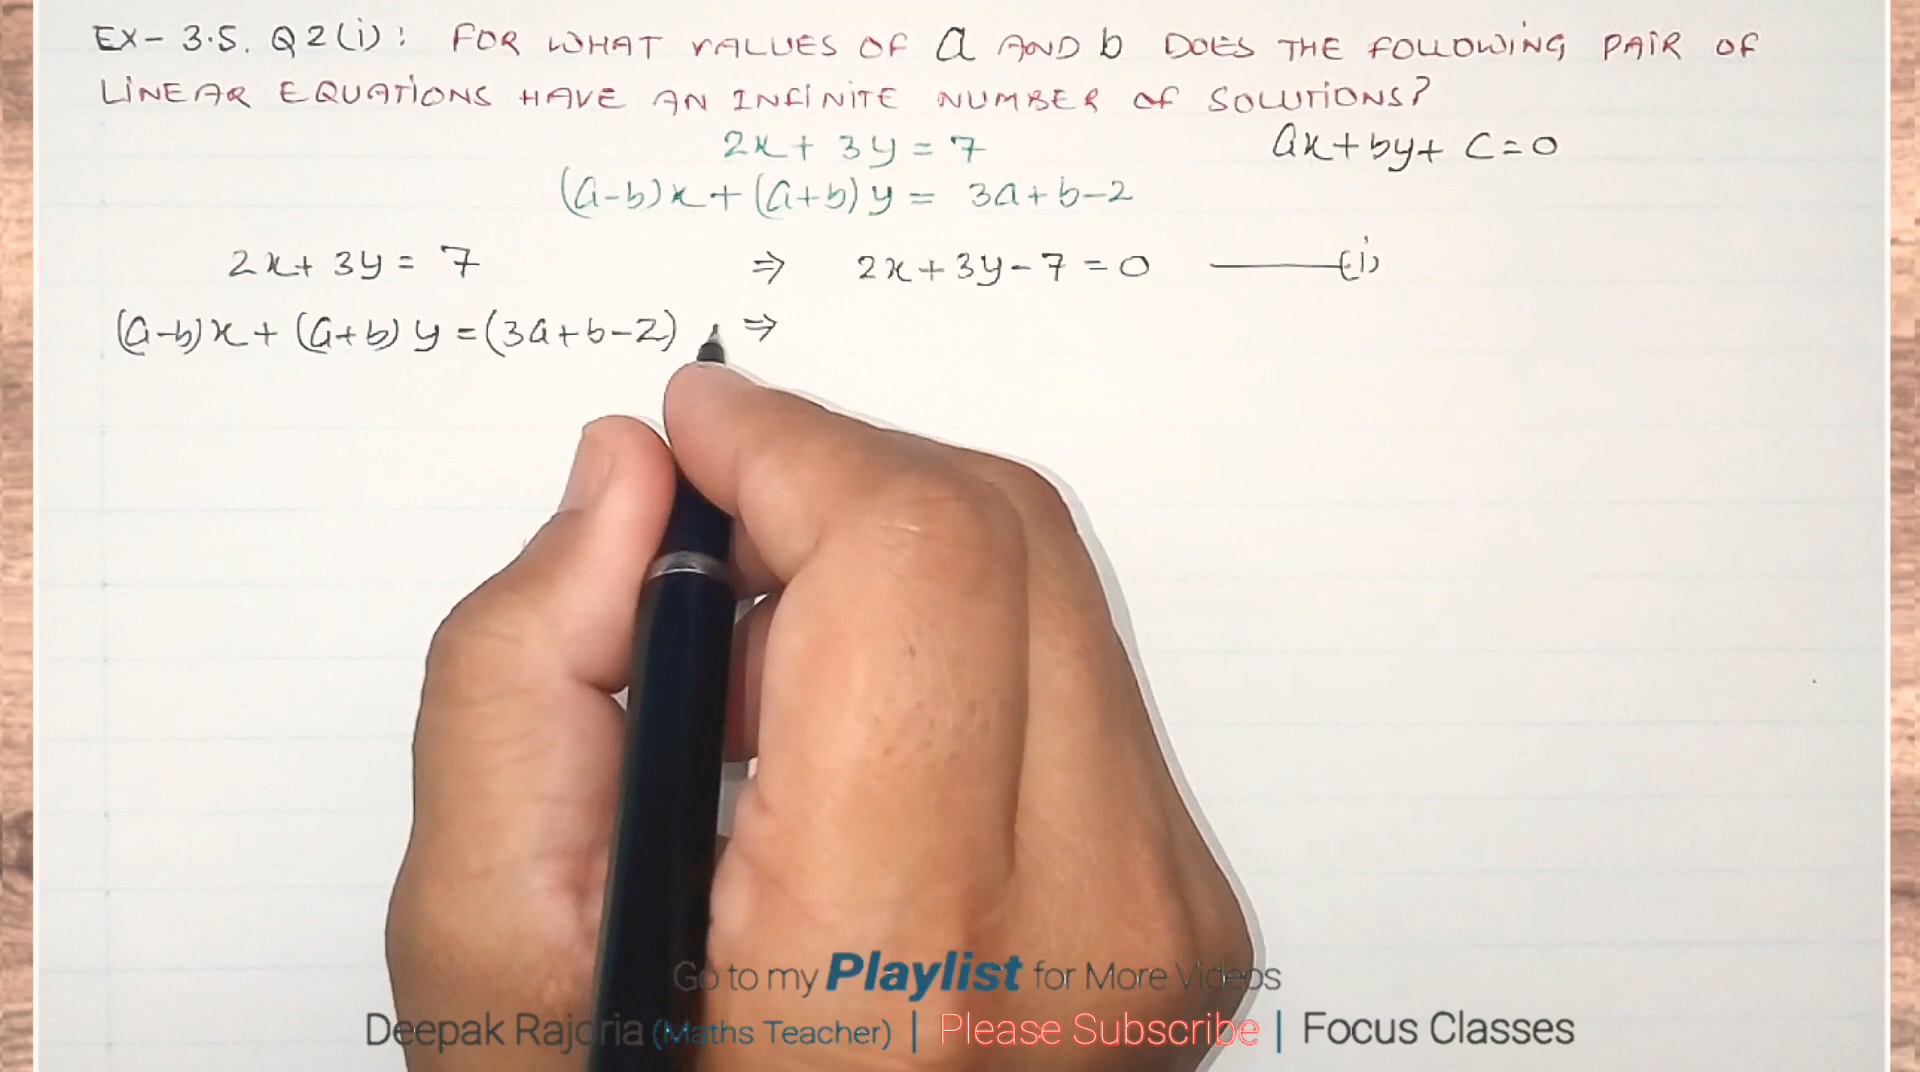 EX- 3.5. Q2(i): FOR WHAT VALUES OF a AND b DOES THE FOLLOWING PAIR OF
LINEAR EQUATIONS HAVE AN INFINITE NUMBER OF SOLUTIONS?
2x + 3y = 7
ax + by + c = 0
(a-b)x + (a+b)y = 3a+b-2
2x + 3y = 7 ⇒ 2x + 3y - 7 = 0 ——(i)
(a-b)x + (a+b)y = (3a+b-2) ⇒
Go to my Playlist for More Videos
Deepak Rajoria (Maths Teacher) | Please Subscribe | Focus Classes